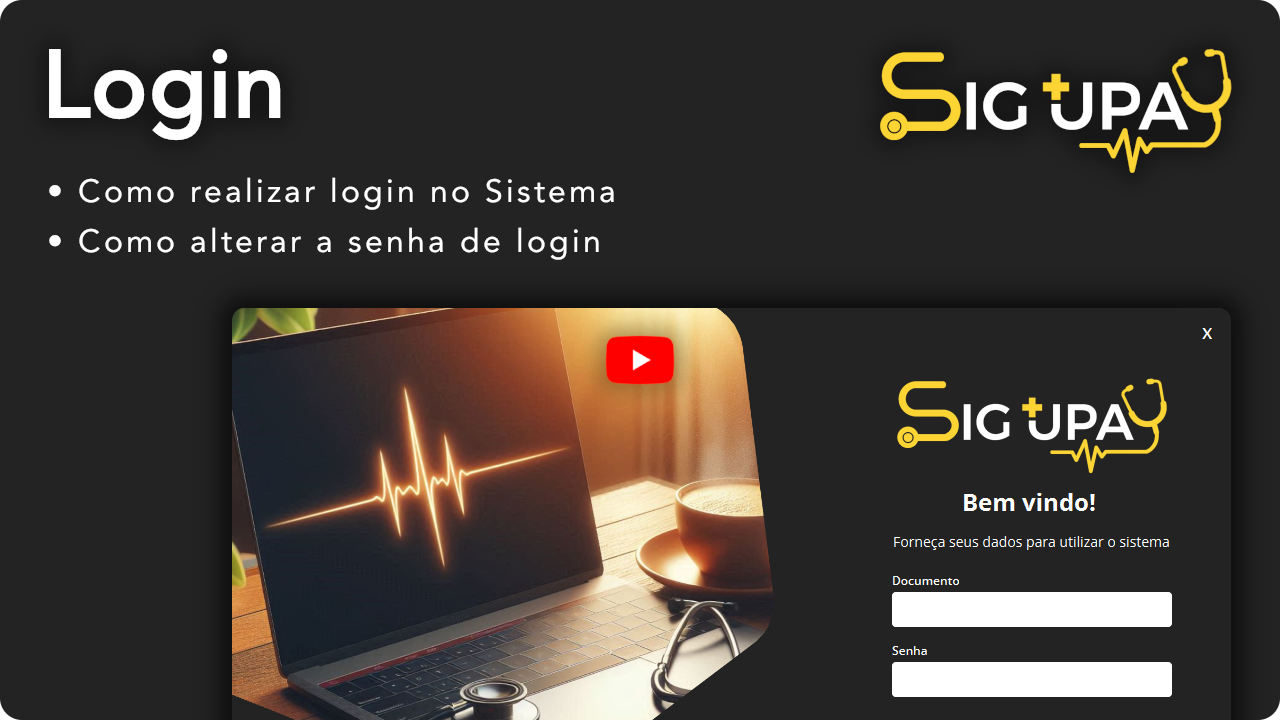 Login
SIG UPA
• Como realizar login no Sistema
• Como alterar a senha de login
X
SIG UPA
Bem vindo!
Forneça seus dados para utilizar o sistema
Documento
Senha